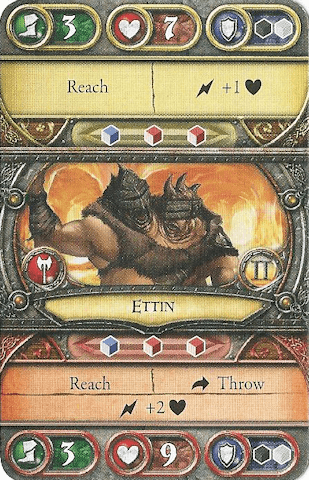 3 7
Reach +1
ETTIN
II
Reach Throw
+2
3 9